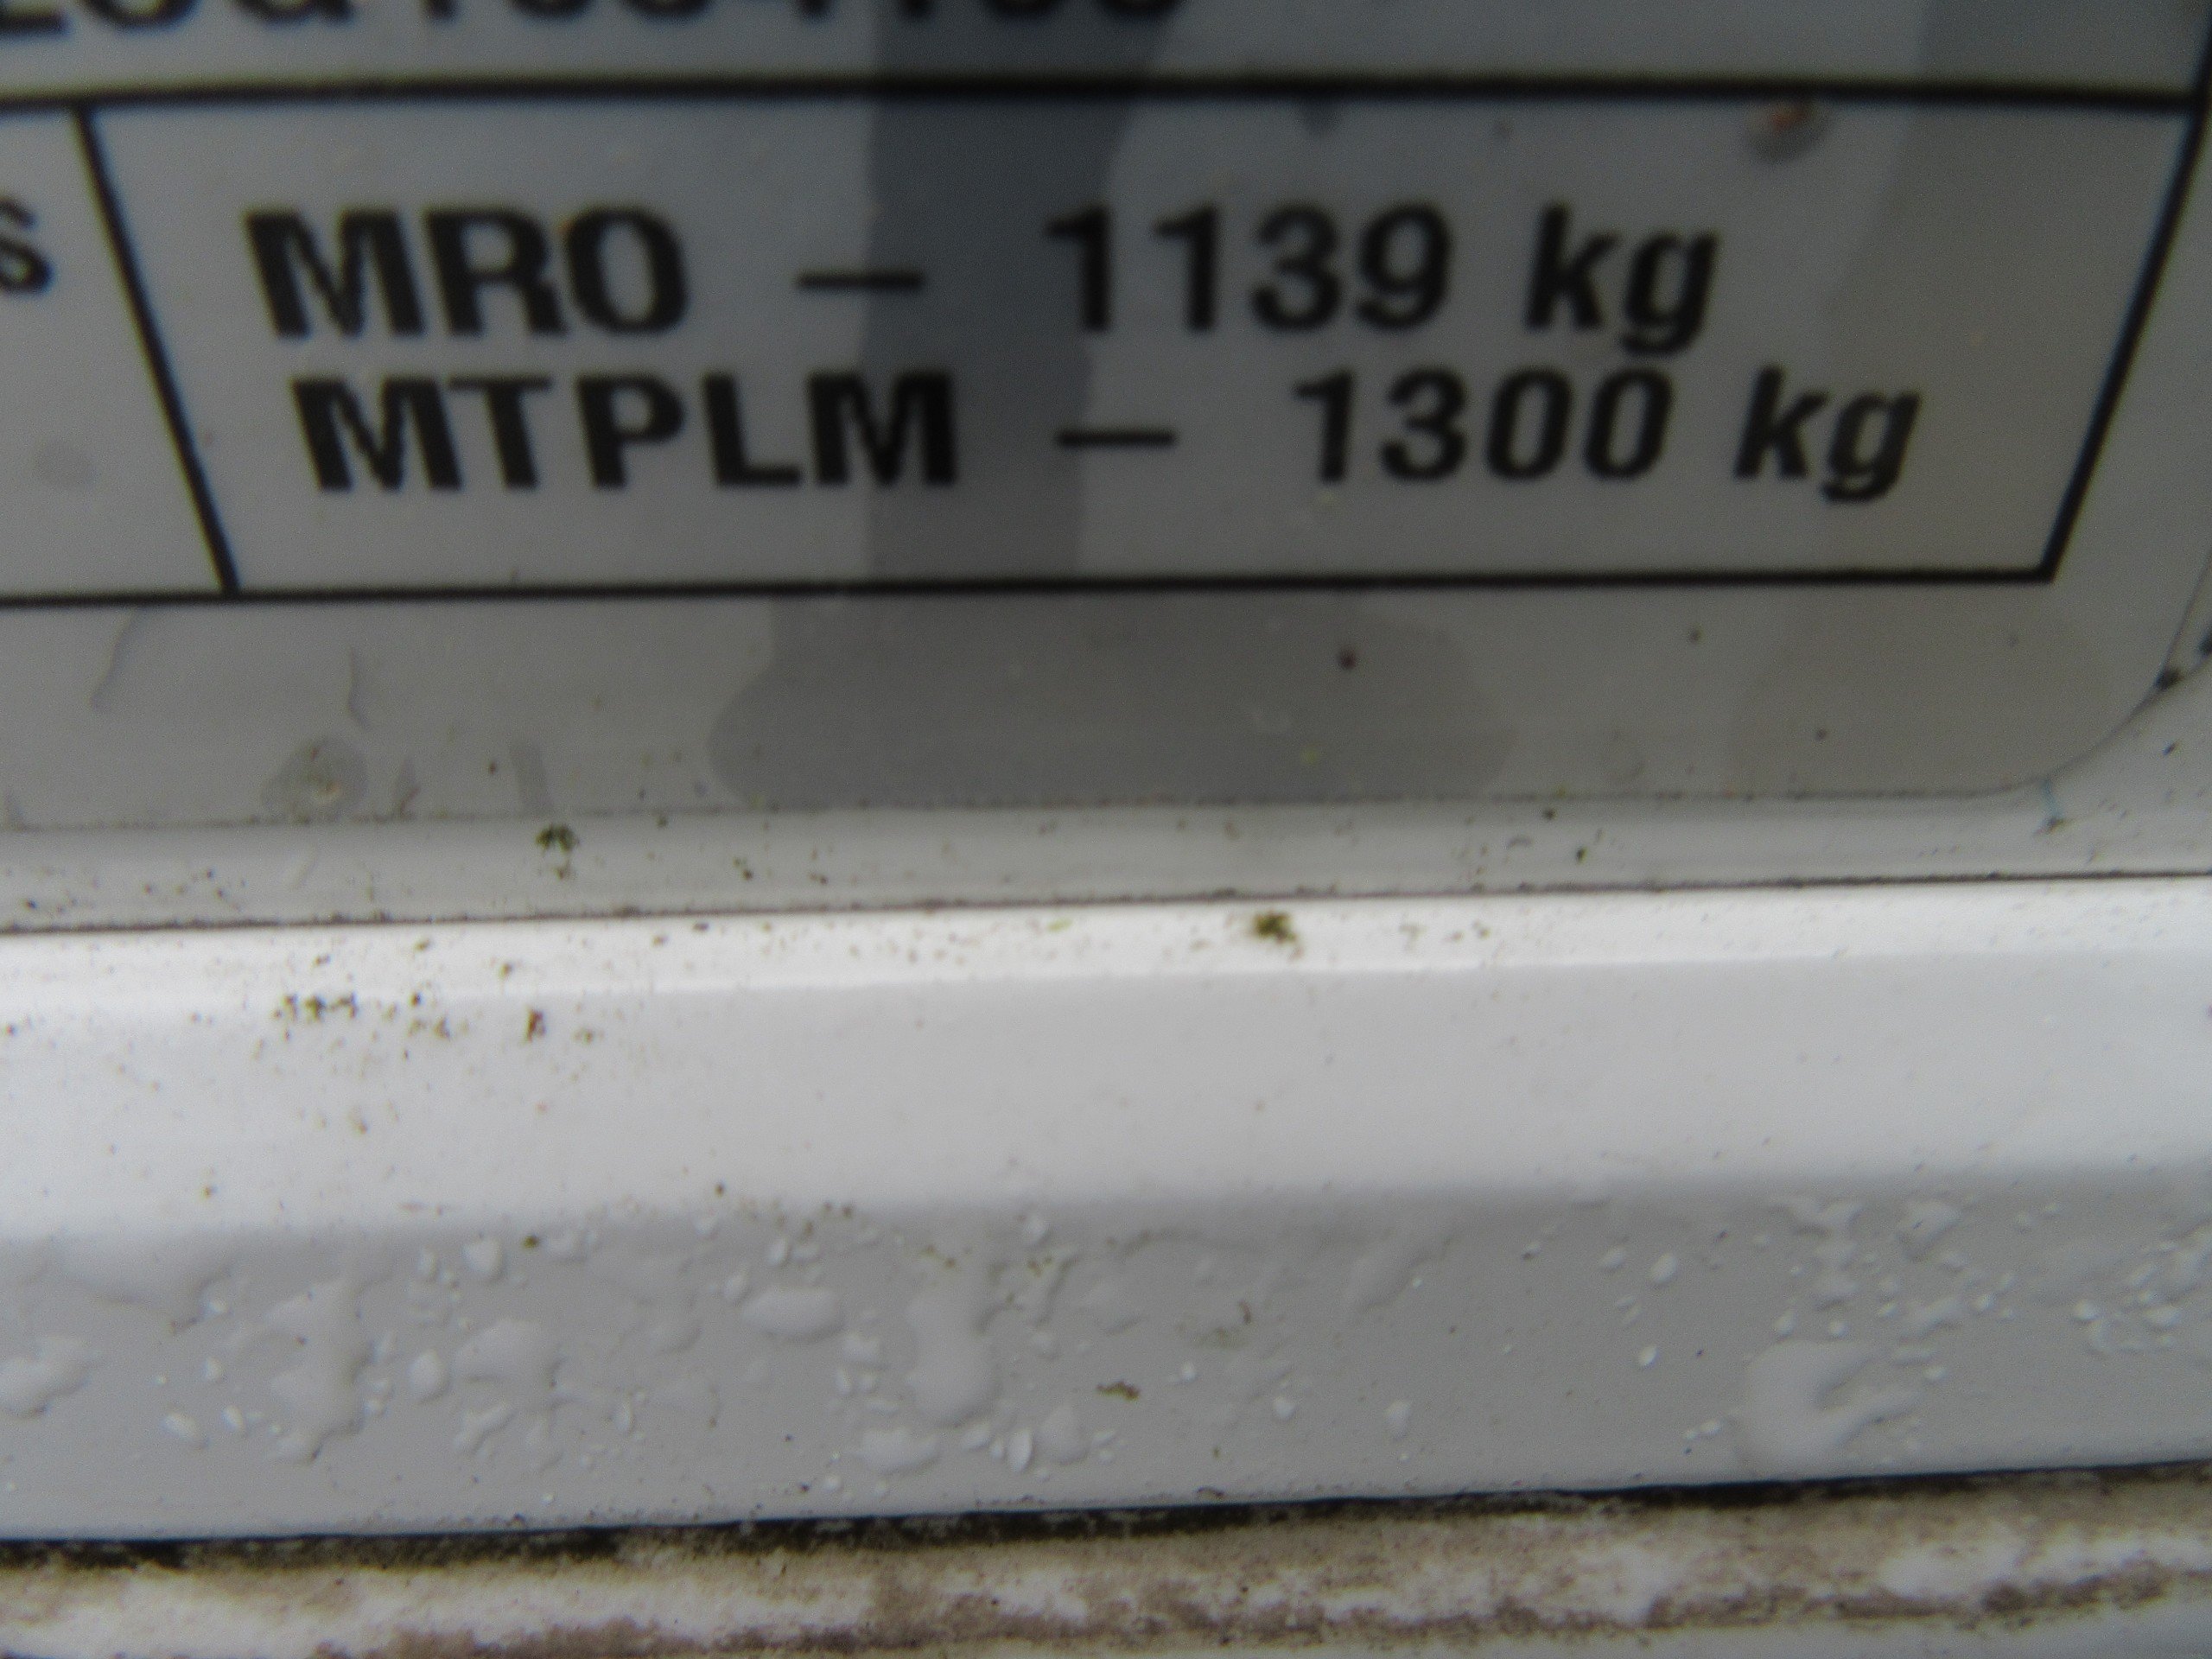 MRO – 1139 kg
MTPLM – 1300 kg